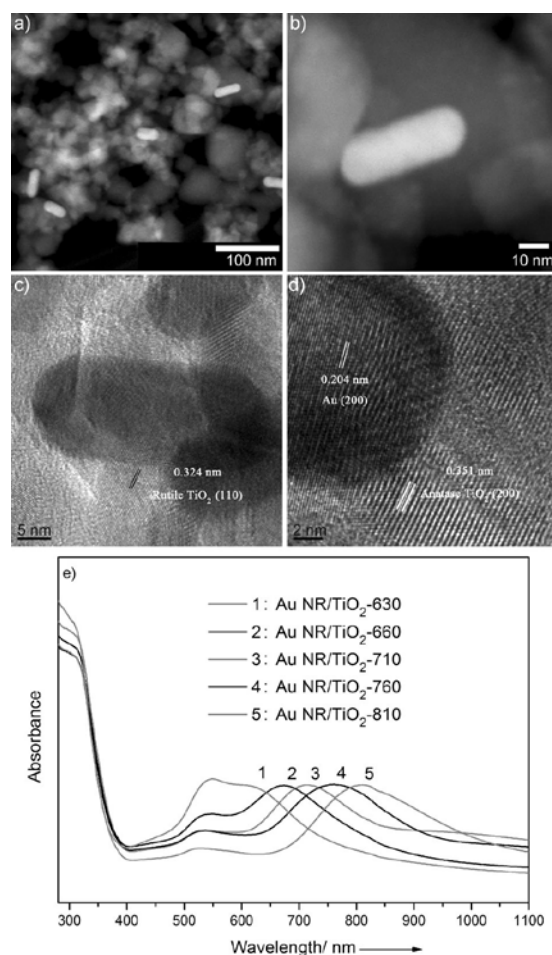 a)
100 nm
b)
10 nm
c)
0.324 nm
Rutile TiO2 (110)
5 nm
d)
0.204 nm
Au (200)
0.351 nm
Anatase TiO2 (200)
2 nm
e)
1: Au NR/TiO2-630
2: Au NR/TiO2-660
3: Au NR/TiO2-710
4: Au NR/TiO2-760
5: Au NR/TiO2-810
1 2 3 4 5
Absorbance
300 400 500 600 700 800 900 1000 1100
Wavelength/ nm